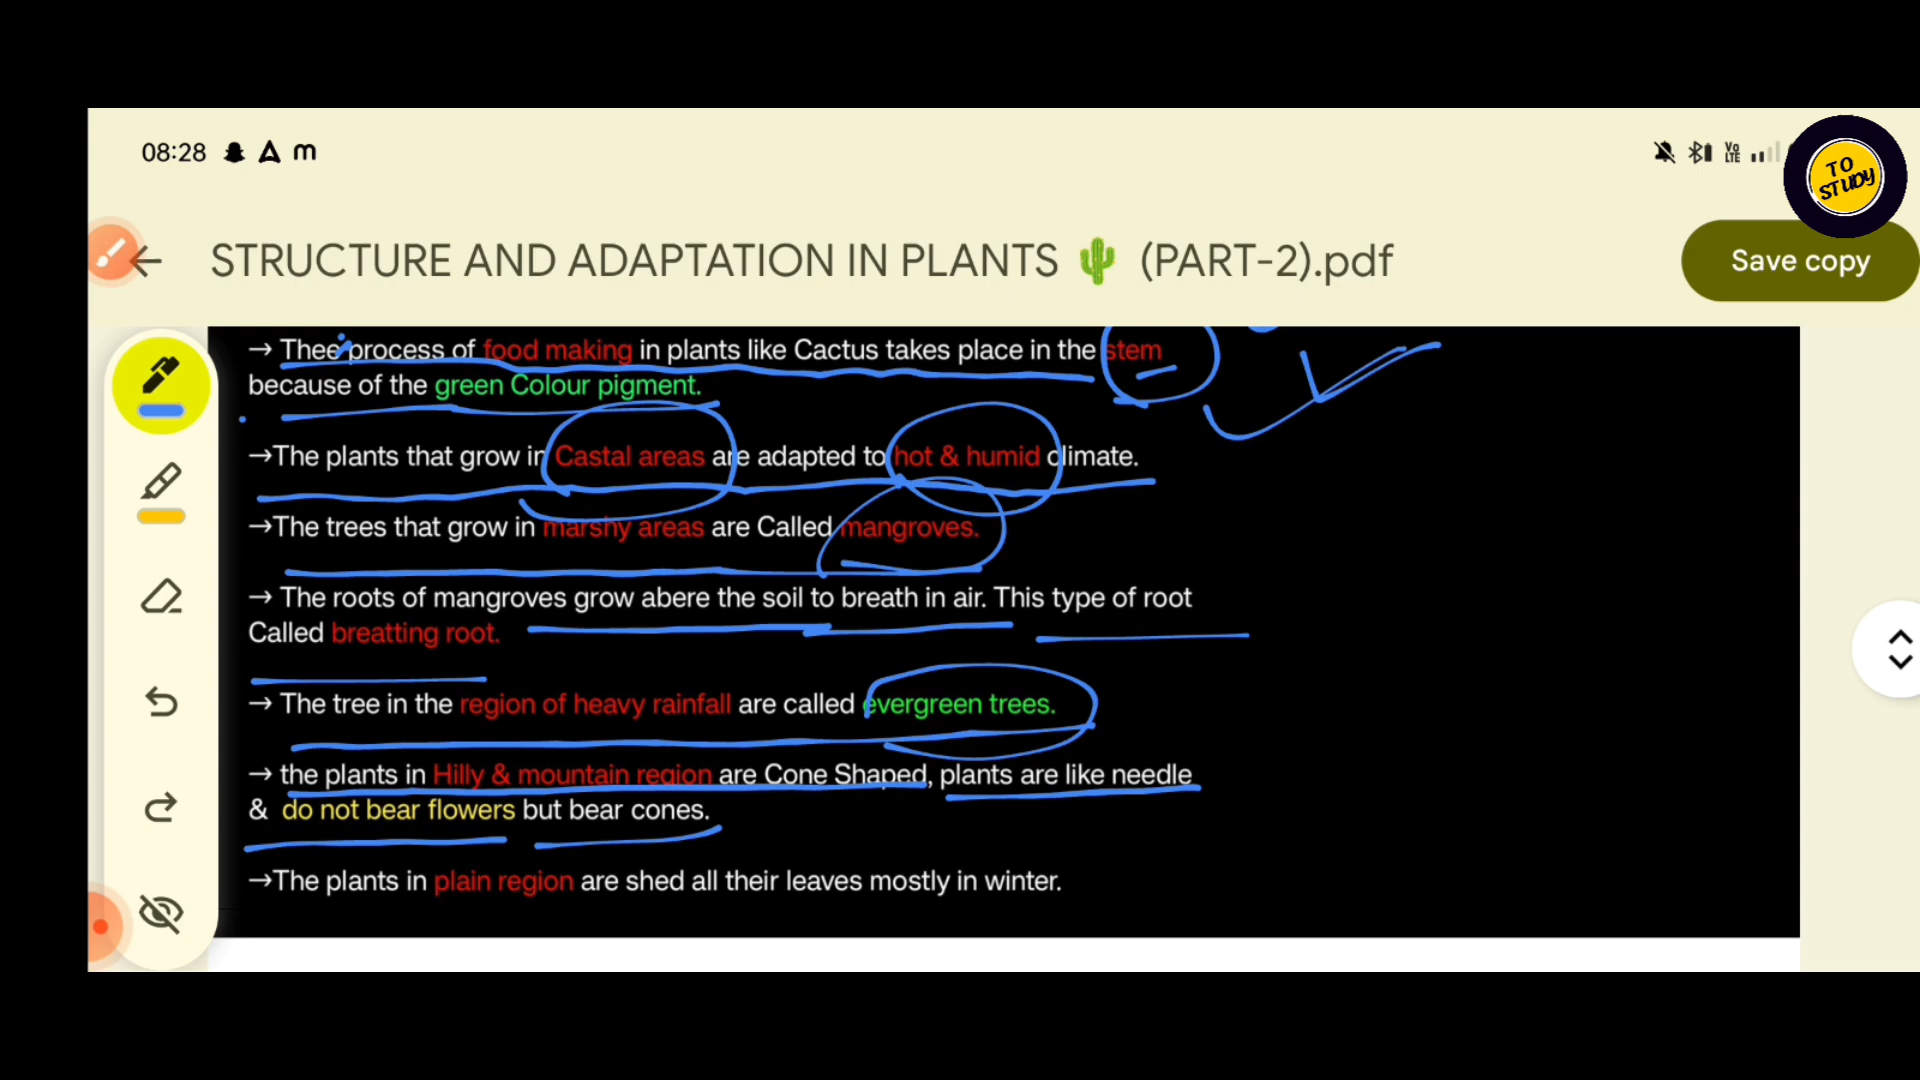 08:28
Vo
LTE
TO
STUDY
STRUCTURE AND ADAPTATION IN PLANTS 🌵 (PART-2).pdf
Save copy
→ Thee process of food making in plants like Cactus takes place in the stem
because of the green Colour pigment.
→The plants that grow in Castal areas are adapted to hot & humid climate.
→The trees that grow in marshy areas are Called mangroves.
→ The roots of mangroves grow abere the soil to breath in air. This type of root
Called breatting root.
→ The tree in the region of heavy rainfall are called evergreen trees.
→ the plants in Hilly & mountain region are Cone Shaped, plants are like needle
& do not bear flowers but bear cones.
→The plants in plain region are shed all their leaves mostly in winter.